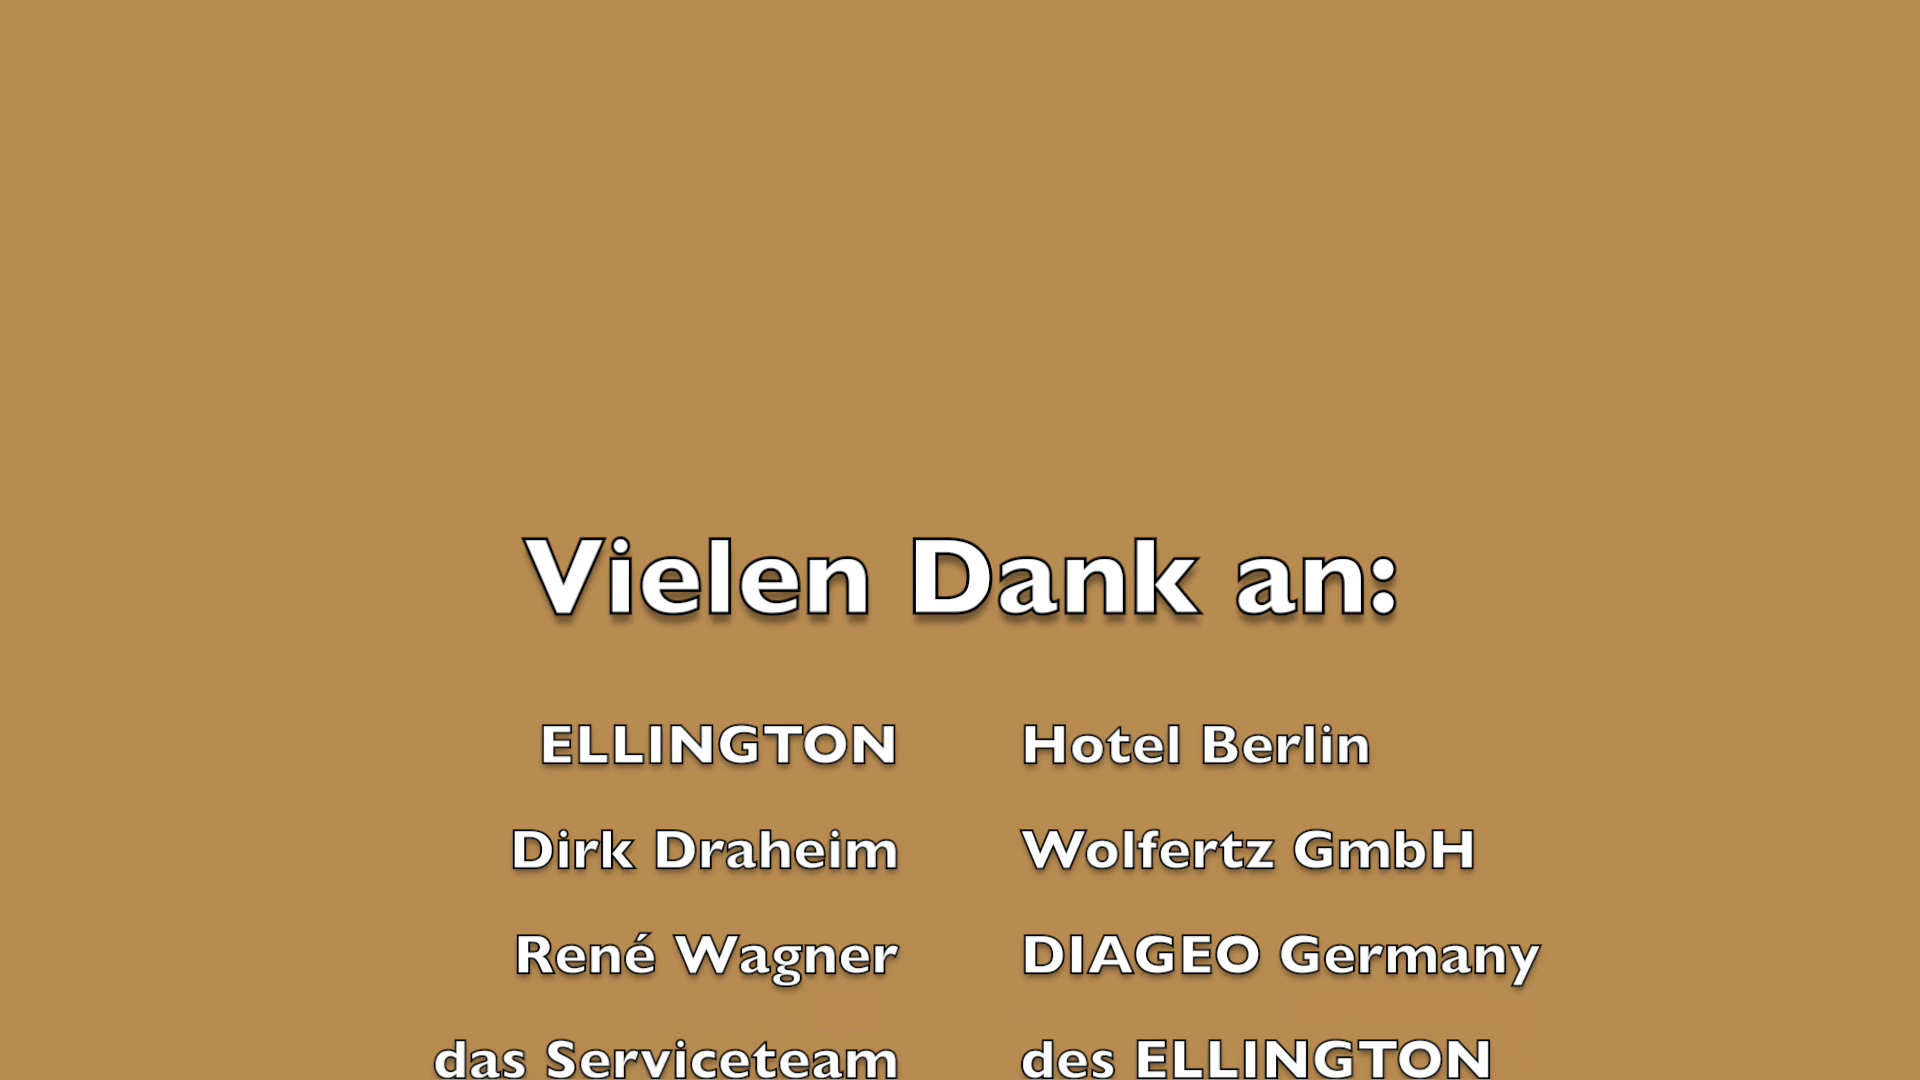 Vielen Dank an:
ELLINGTON Hotel Berlin
Dirk Draheim Wolfertz GmbH
René Wagner DIAGEO Germany
das Serviceteam des ELLINGTON